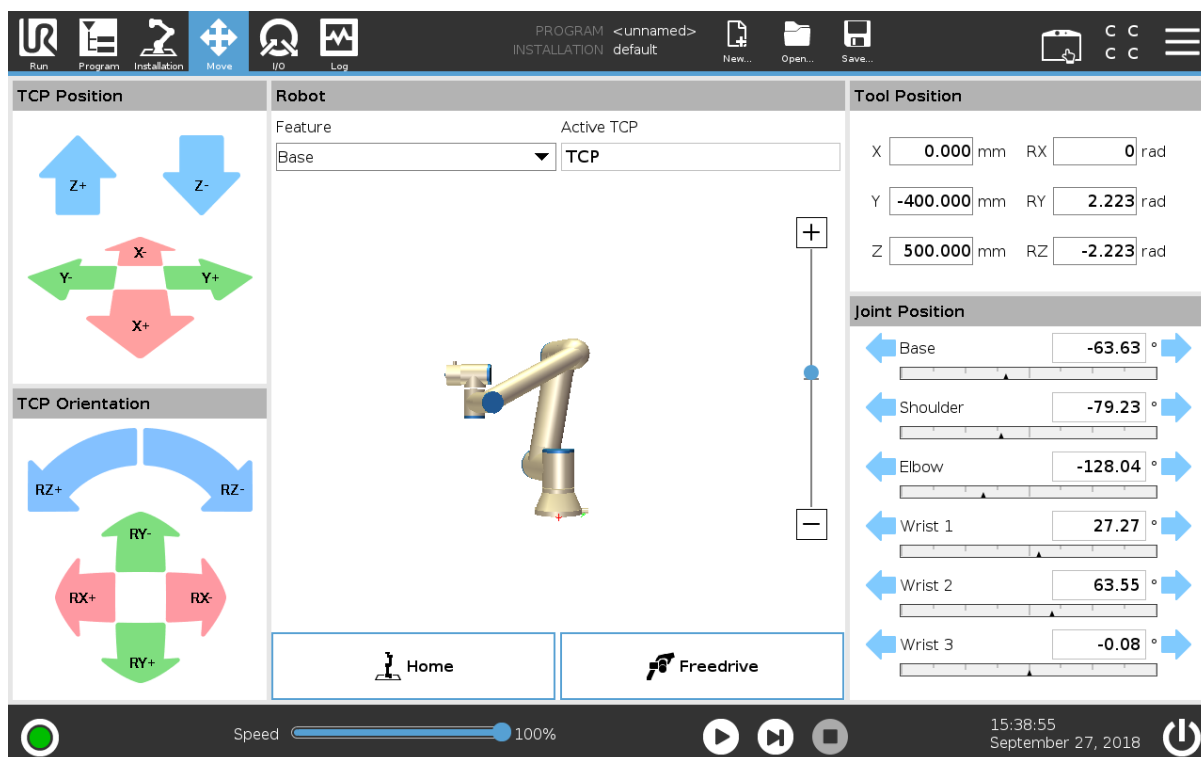 PROGRAM <unnamed>
INSTALLATION default
UR
Run
Program
Installation
Move
I/O
Log
New...
Open...
Save...
C C
C C
TCP Position
Z+
Z-
X-
Y-
Y+
X+
TCP Orientation
RZ+
RZ-
RY-
RX+
RX-
RY+
Robot
Feature
Active TCP
Base
TCP
Home
Freedrive
Tool Position
X 0.000 mm RX 0 rad
Y -400.000 mm RY 2.223 rad
Z 500.000 mm RZ -2.223 rad
Joint Position
Base -63.63 °
Shoulder -79.23 °
Elbow -128.04 °
Wrist 1 27.27 °
Wrist 2 63.55 °
Wrist 3 -0.08 °
Speed 100%
15:38:55
September 27, 2018